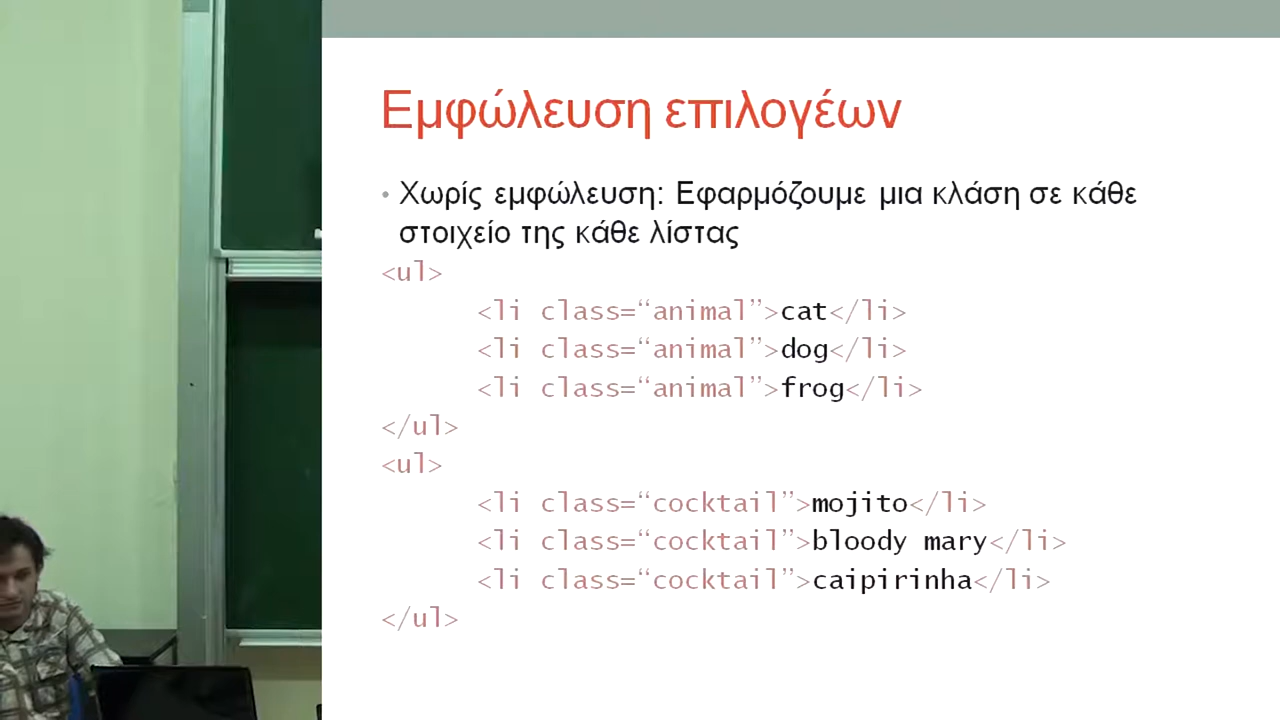 Εμφώλευση επιλογέων
• Χωρίς εμφώλευση: Εφαρμόζουμε μια κλάση σε κάθε
στοιχείο της κάθε λίστας
<ul>
<li class=“animal”>cat</li>
<li class=“animal”>dog</li>
<li class=“animal”>frog</li>
</ul>
<ul>
<li class=“cocktail”>mojito</li>
<li class=“cocktail”>bloody mary</li>
<li class=“cocktail”>caipirinha</li>
</ul>